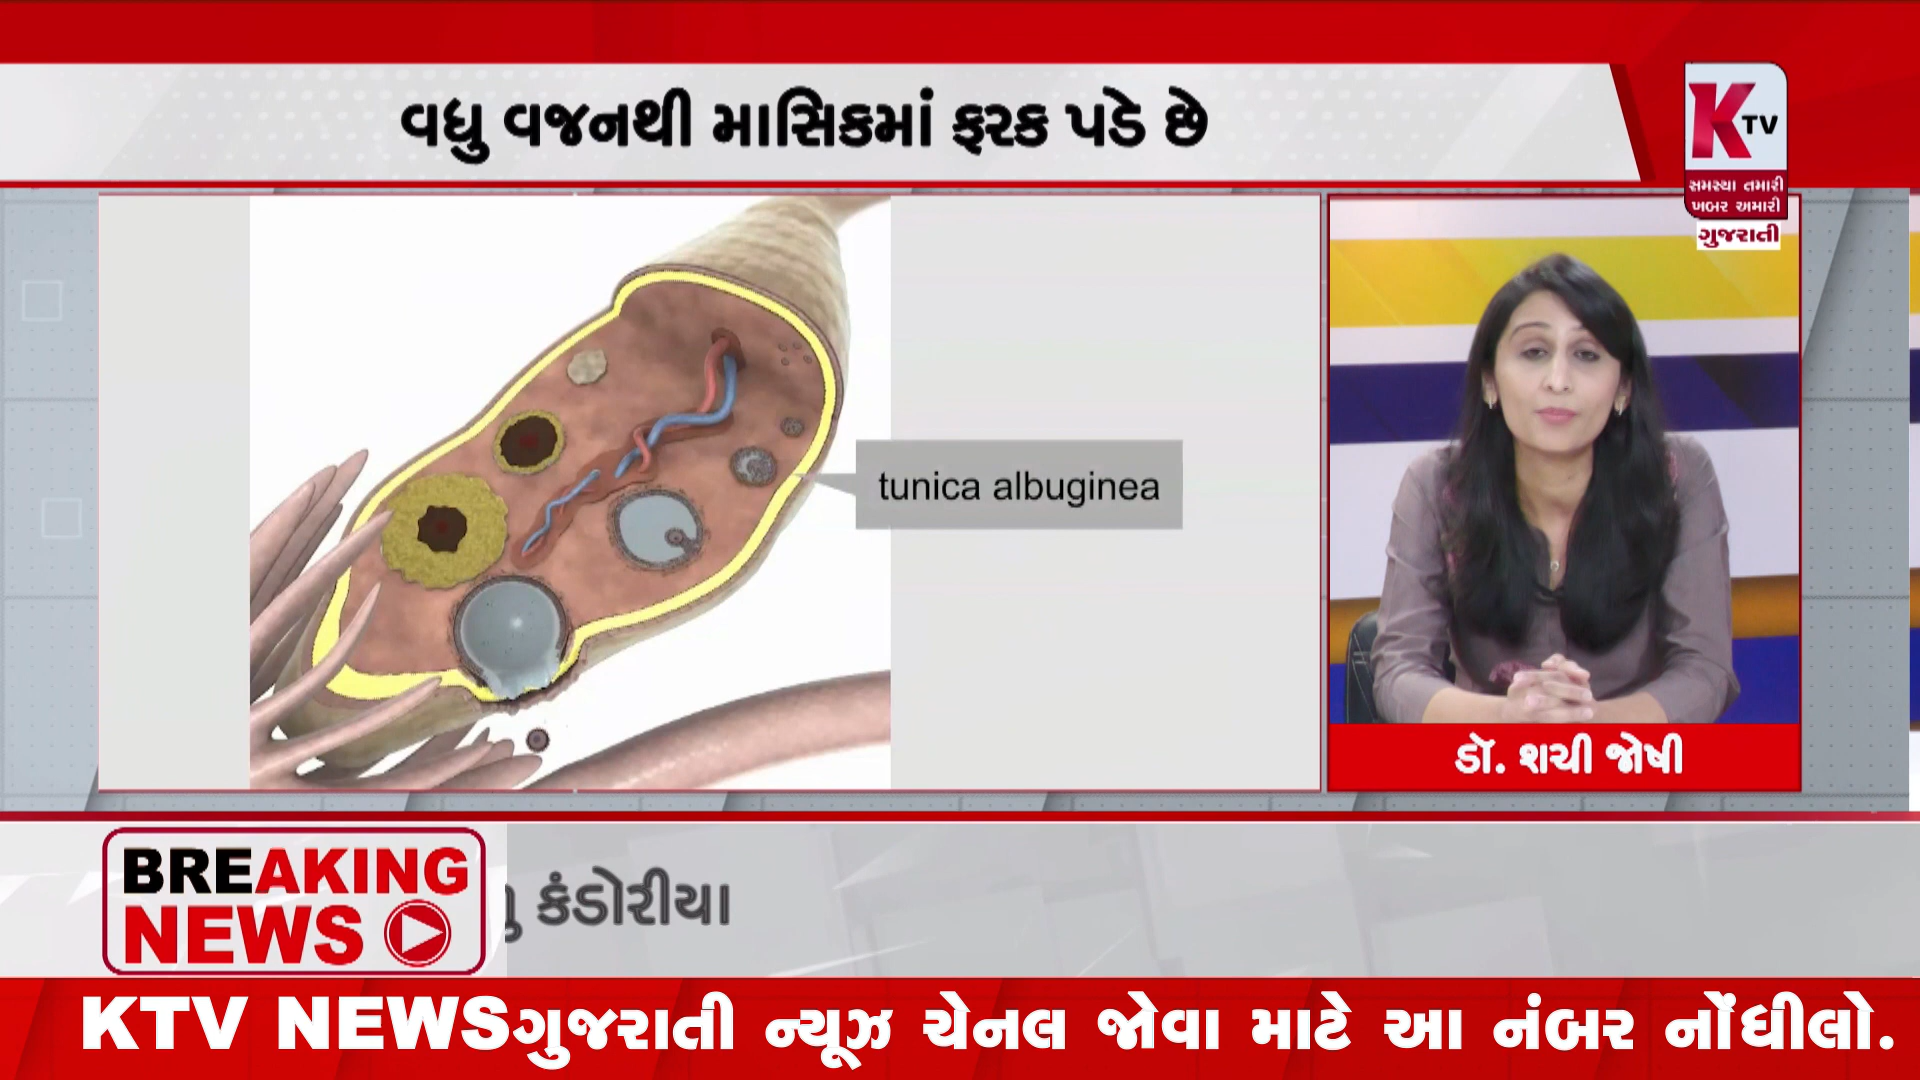 વધુ વજનથી માસિકમાં ફરક પડે છે
KTV
સમસ્યા તમારી
ખબર અમારી
ગુજરાતી
tunica albuginea
ડૉ. શચી જોષી
BREAKING
NEWS
કંડોરીયા
KTV NEWSગુજરાતી ન્યૂઝ ચેનલ જોવા માટે આ નંબર નોંધીલો.